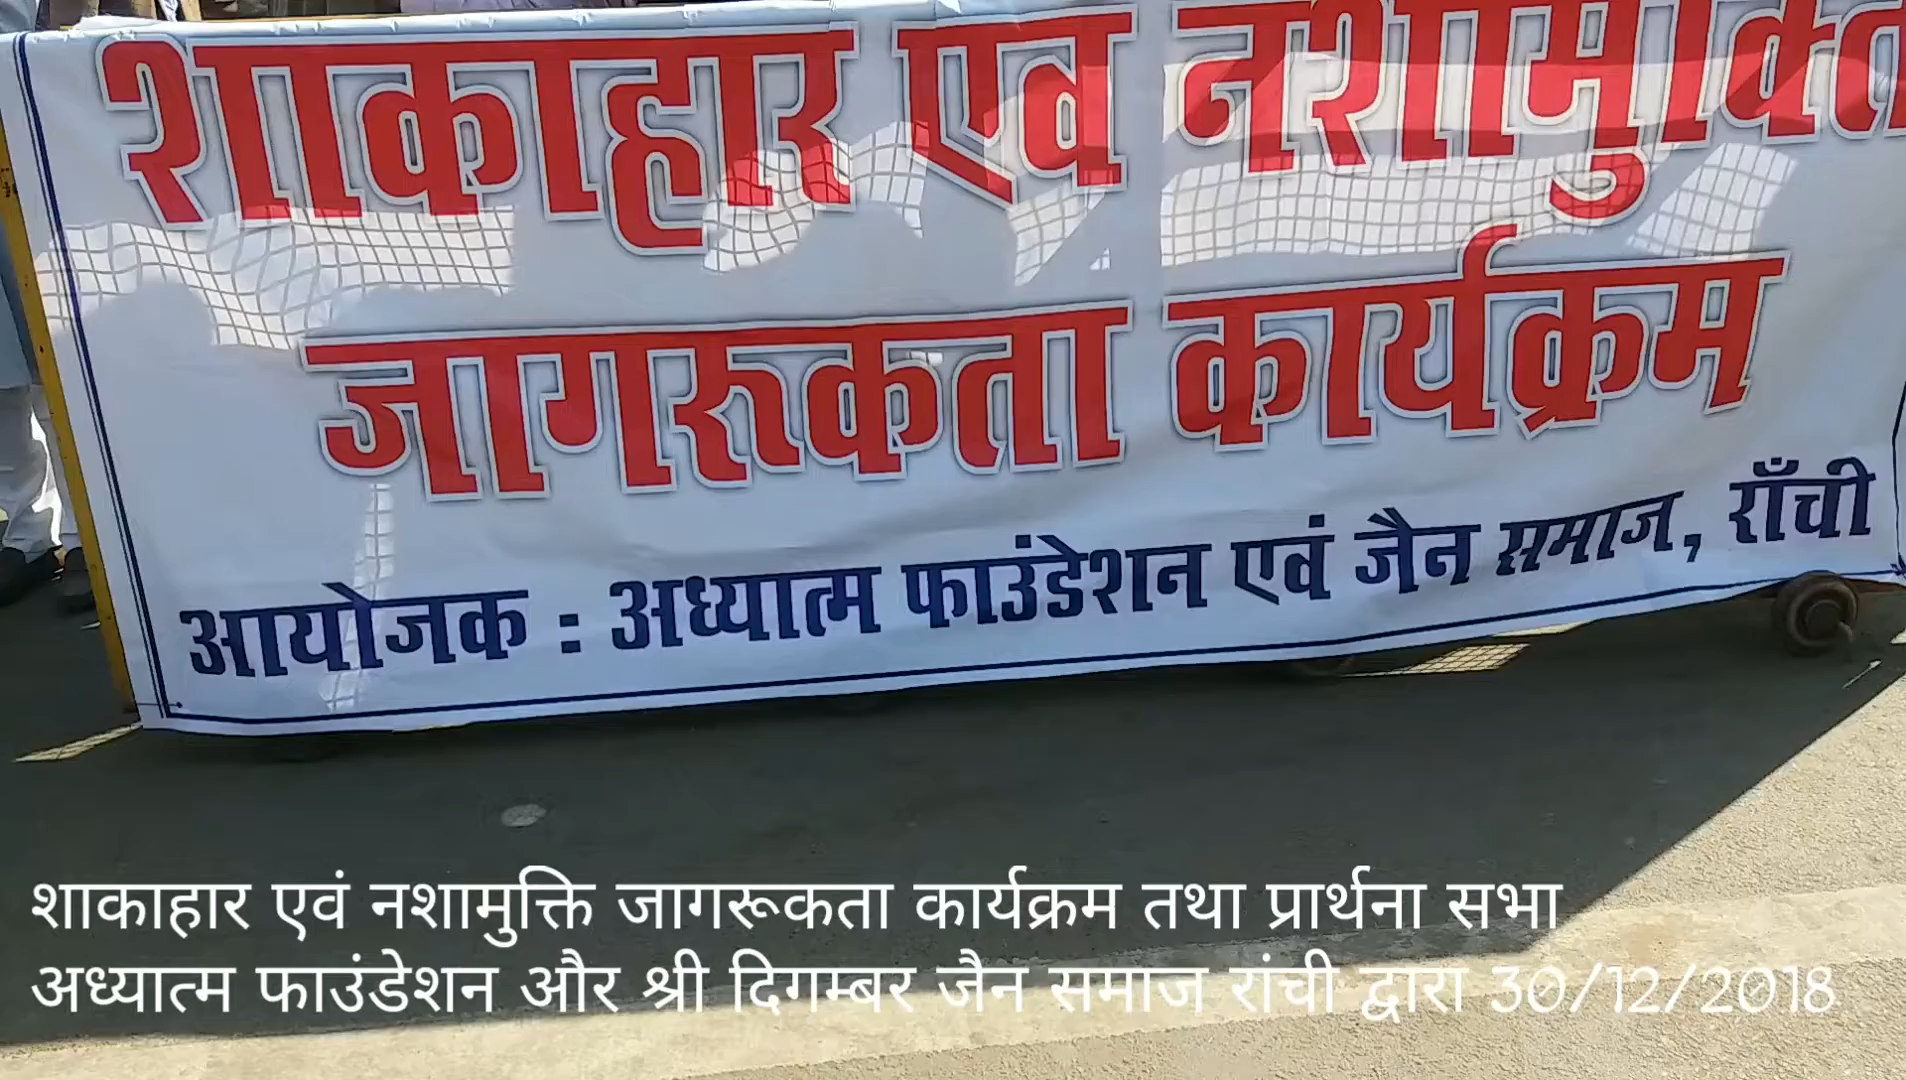 शाकाहार एवं नशामुक्ति
जागरूकता कार्यक्रम
आयोजक : अध्यात्म फाउंडेशन एवं जैन समाज, राँची
शाकाहार एवं नशामुक्ति जागरूकता कार्यक्रम तथा प्रार्थना सभा
अध्यात्म फाउंडेशन और श्री दिगम्बर जैन समाज रांची द्वारा 30/12/2018